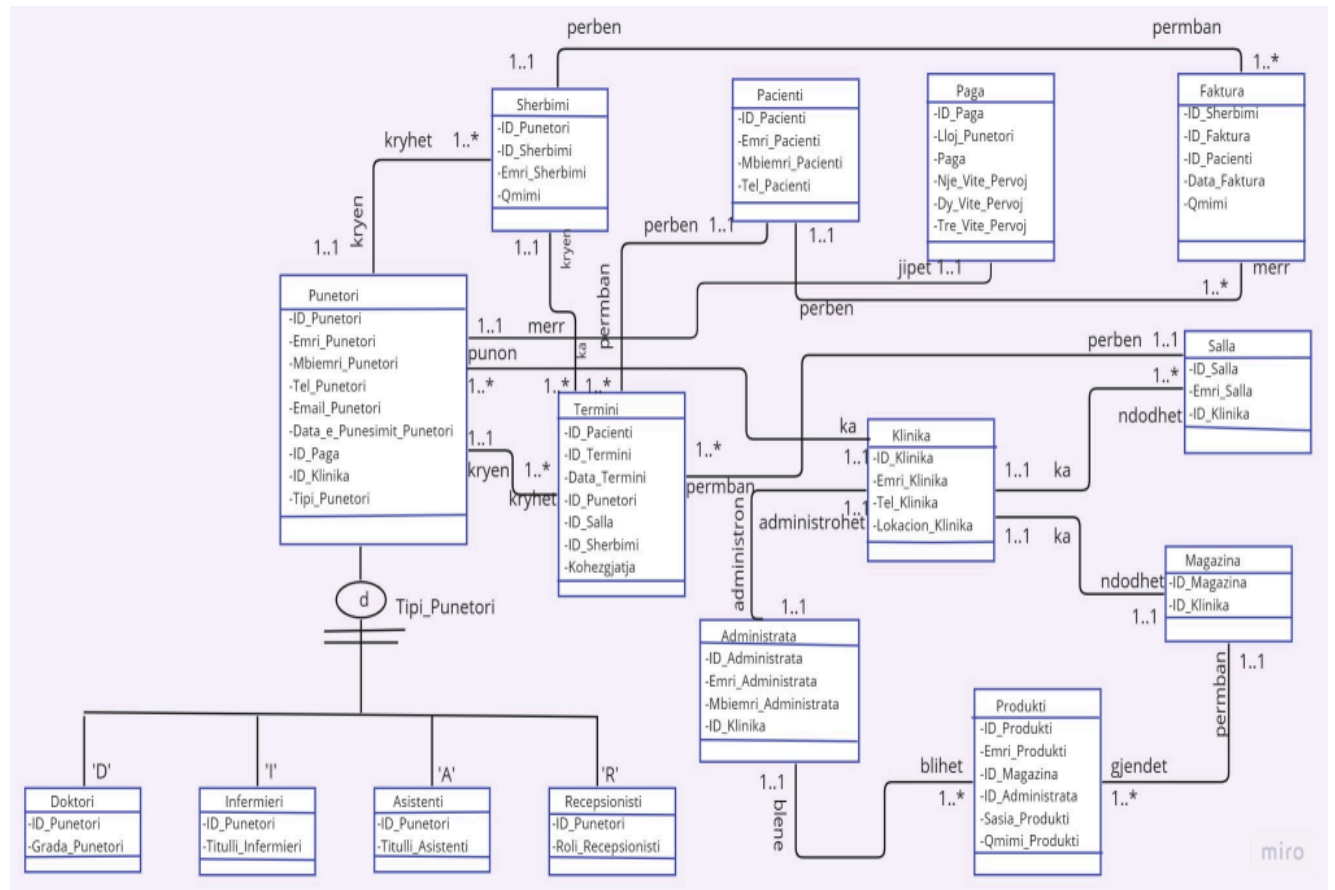 perben
permban
1..1
1..*
Sherbimi
-ID_Punetori
-ID_Sherbimi
-Emri_Sherbimi
-Qmimi
Pacienti
-ID_Pacienti
-Emri_Pacienti
-Mbiemri_Pacienti
-Tel_Pacienti
Paga
-ID_Paga
-Lloj_Punetori
-Paga
-Nje_Vite_Pervoj
-Dy_Vite_Pervoj
-Tre_Vite_Pervoj
Faktura
-ID_Sherbimi
-ID_Faktura
-ID_Pacienti
-Data_Faktura
-Qmimi
kryhet 1..*
kryen
1..1
1..1
kryen
perben 1..1
permban
1..1
jipet 1..1
merr
1..*
perben
Punetori
-ID_Punetori
-Emri_Punetori
-Mbiemri_Punetori
-Tel_Punetori
-Email_Punetori
-Data_e_Punesimit_Punetori
-ID_Paga
-ID_Klinika
-Tipi_Punetori
1..1 merr
punon
1..*
ka
1..*
1..*
1..1
kryen
1..*
kryhet
Termini
-ID_Pacienti
-ID_Termini
-Data_Termini
-ID_Punetori
-ID_Salla
-ID_Sherbimi
-Kohezgjatja
1..*
permban
perben 1..1
1..*
ndodhet
Salla
-ID_Salla
-Emri_Salla
-ID_Klinika
ka
1..1
Klinika
-ID_Klinika
-Emri_Klinika
-Tel_Klinika
-Lokacion_Klinika
1..1 ka
1..1 ka
1..1
administrohet
administron
1..1
ndodhet
1..1
Magazina
-ID_Magazina
-ID_Klinika
1..1
permban
d
Tipi_Punetori
Administrata
-ID_Administrata
-Emri_Administrata
-Mbiemri_Administrata
-ID_Klinika
1..1
blene
blihet
1..*
Produkti
-ID_Produkti
-Emri_Produkti
-ID_Magazina
-ID_Administrata
-Sasia_Produkti
-Qmimi_Produkti
gjendet
1..*
'D'
'I'
'A'
'R'
Doktori
-ID_Punetori
-Grada_Punetori
Infermieri
-ID_Punetori
-Titulli_Infermieri
Asistenti
-ID_Punetori
-Titulli_Asistenti
Recepsionisti
-ID_Punetori
-Roli_Recepsionisti
miro